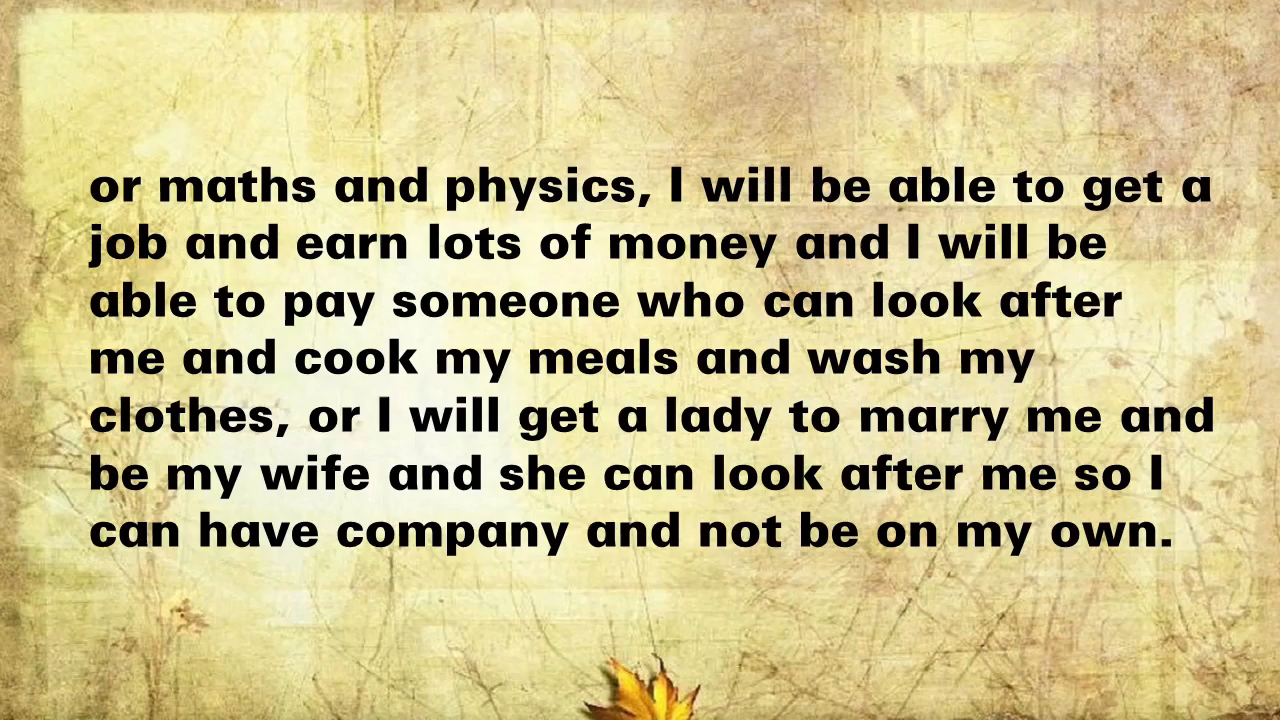 or maths and physics, I will be able to get a
job and earn lots of money and I will be
able to pay someone who can look after
me and cook my meals and wash my
clothes, or I will get a lady to marry me and
be my wife and she can look after me so I
can have company and not be on my own.